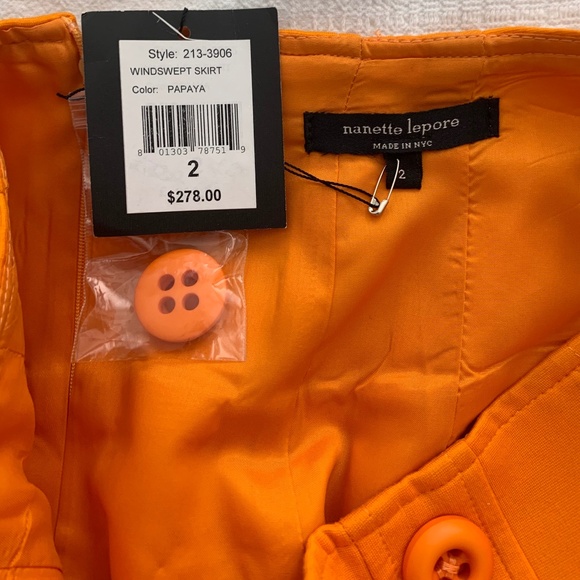 Style: 213-3906
WINDSWEPT SKIRT
Color: PAPAYA
8 01303 78751 9
2
$278.00
nanette lepore
MADE IN NYC
2